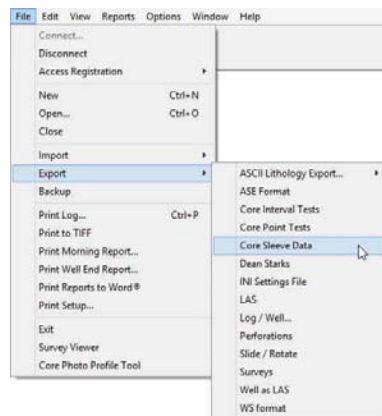 File Edit View Reports Options Window Help
Connect...
Disconnect
Access Registration
New Ctrl+N
Open... Ctrl+O
Close
Import
Export
Backup
Print Log... Ctrl+P
Print to TIFF
Print Morning Report...
Print Well End Report...
Print Reports to Word®
Print Setup...
Exit
Survey Viewer
Core Photo Profile Tool
ASCII Lithology Export...
ASE Format
Core Interval Tests
Core Point Tests
Core Sleeve Data
Dean Starks
INI Settings File
LAS
Log / Well...
Perforations
Slide / Rotate
Surveys
Well as LAS
WS format